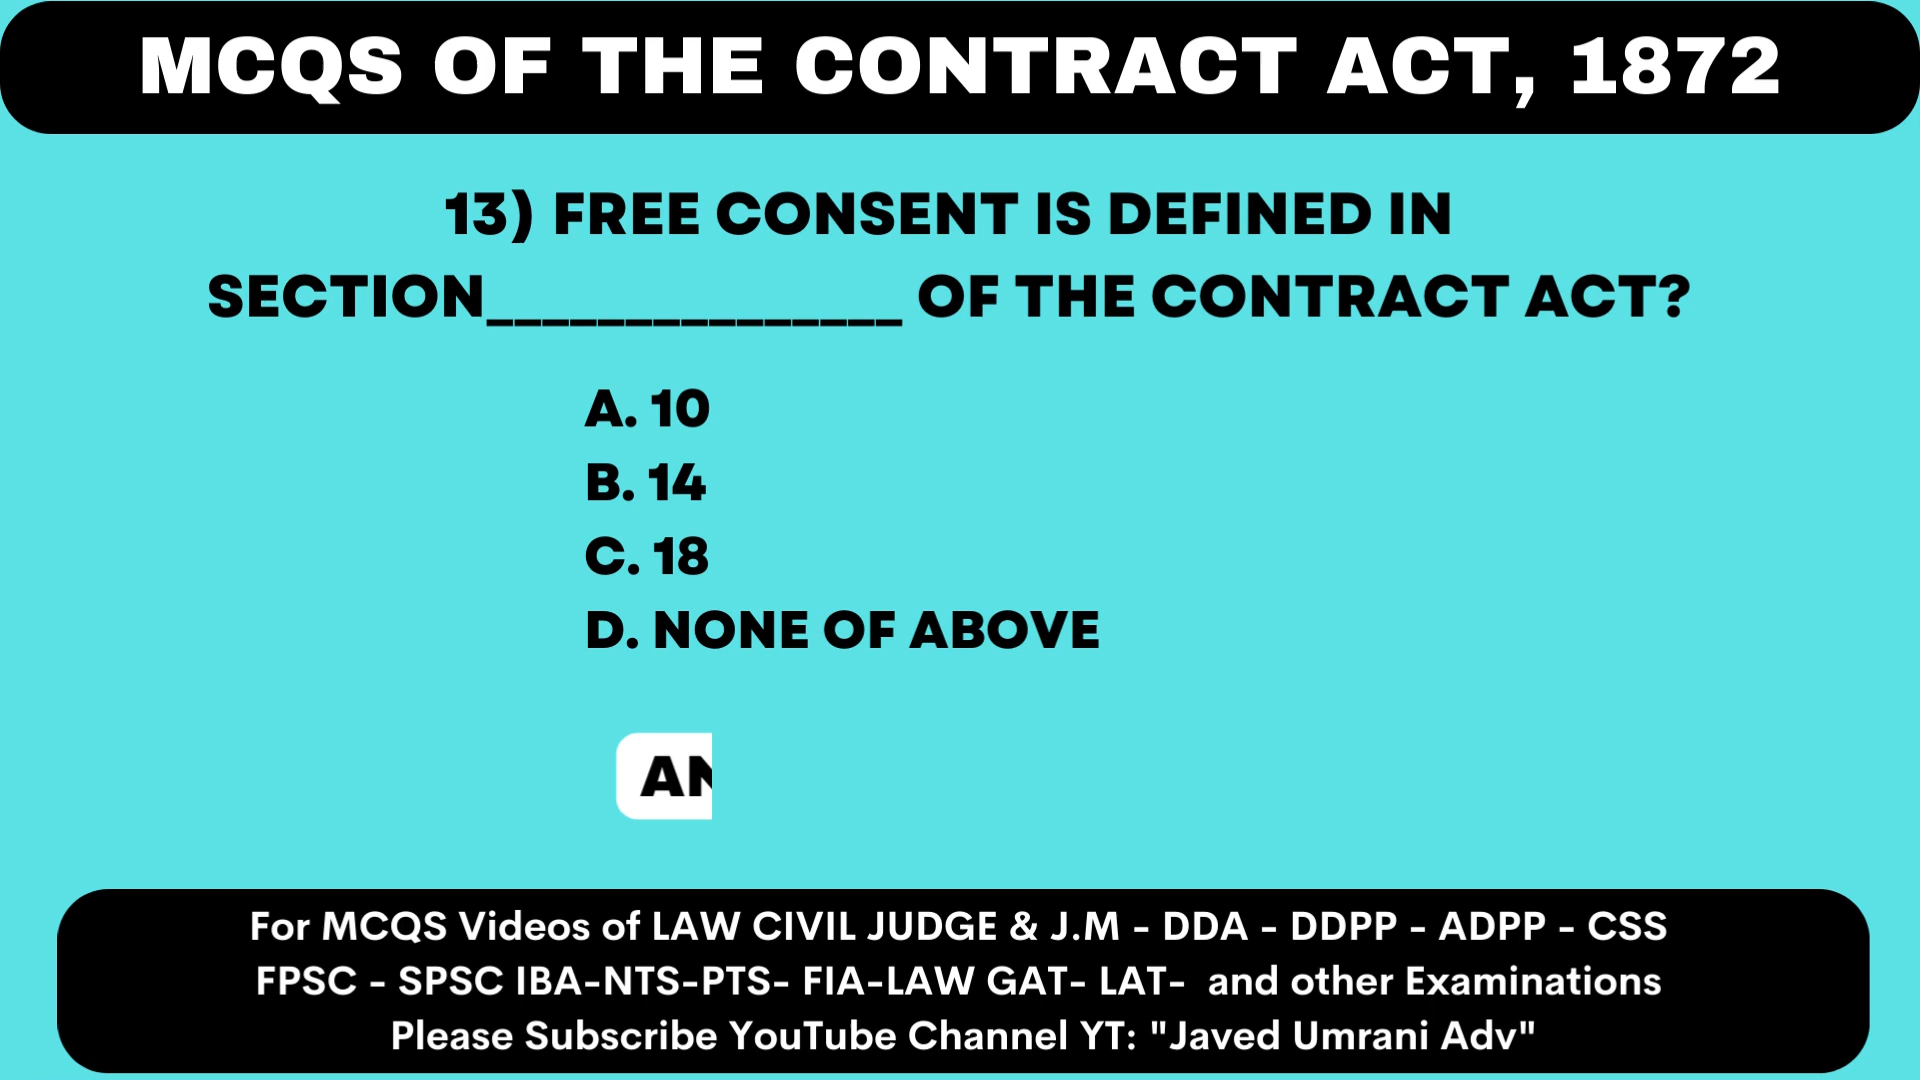 MCQS OF THE CONTRACT ACT, 1872
13) FREE CONSENT IS DEFINED IN
SECTION_______________ OF THE CONTRACT ACT?
A. 10
B. 14
C. 18
D. NONE OF ABOVE
AN
For MCQS Videos of LAW CIVIL JUDGE & J.M - DDA - DDPP - ADPP - CSS
FPSC - SPSC IBA-NTS-PTS- FIA-LAW GAT- LAT- and other Examinations
Please Subscribe YouTube Channel YT: "Javed Umrani Adv"